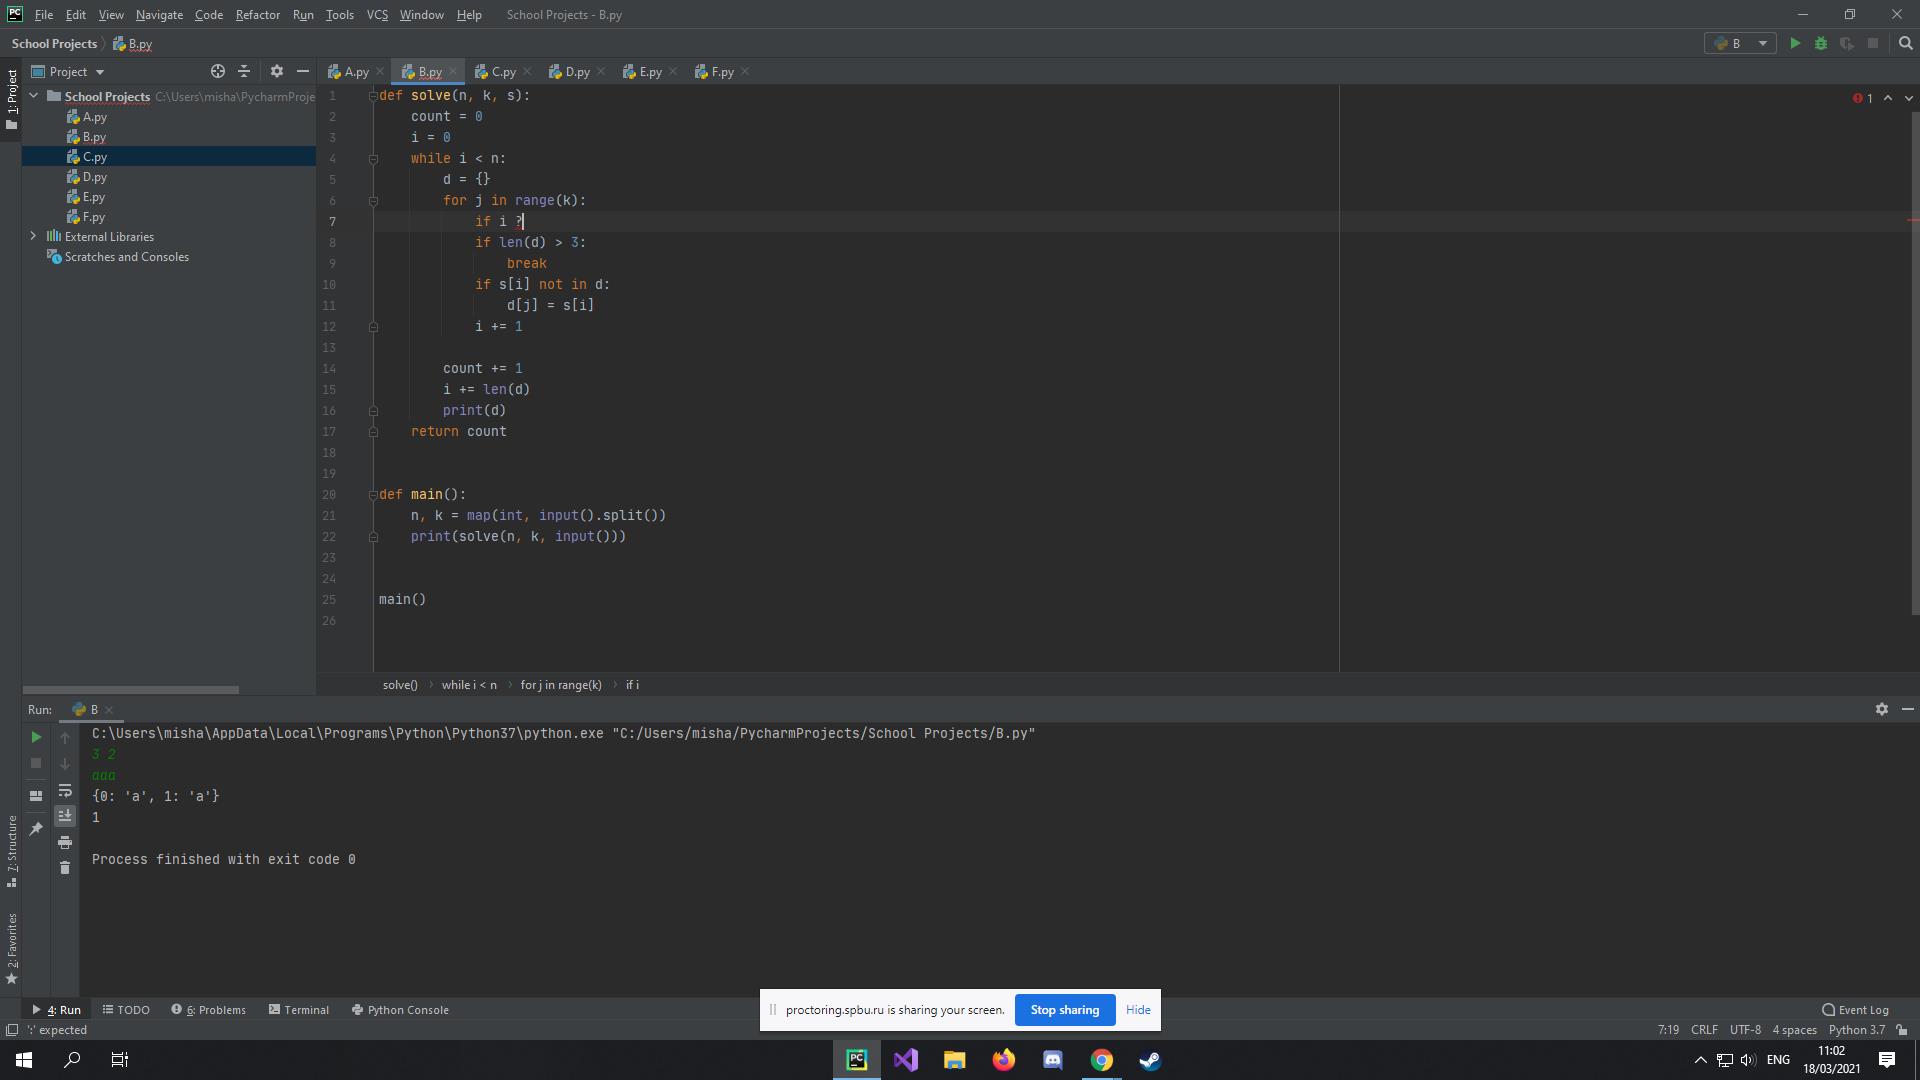 File Edit View Navigate Code Refactor Run Tools VCS Window Help School Projects - B.py
School Projects B.py
B
1: Project
Project
A.py B.py C.py D.py E.py F.py
School Projects C:\Users\misha\PycharmProje
A.py
B.py
C.py
D.py
E.py
F.py
External Libraries
Scratches and Consoles
1 def solve(n, k, s):
2 count = 0
3 i = 0
4 while i < n:
5 d = {}
6 for j in range(k):
7 if i ?
8 if len(d) > 3:
9 break
10 if s[i] not in d:
11 d[j] = s[i]
12 i += 1
13
14 count += 1
15 i += len(d)
16 print(d)
17 return count
18
19
20 def main():
21 n, k = map(int, input().split())
22 print(solve(n, k, input()))
23
24
25 main()
26
1
solve() while i < n for j in range(k) if i
Run: B
C:\Users\misha\AppData\Local\Programs\Python\Python37\python.exe "C:/Users/misha/PycharmProjects/School Projects/B.py"
3 2
aaa
{0: 'a', 1: 'a'}
1
Process finished with exit code 0
7: Structure
2: Favorites
proctoring.spbu.ru is sharing your screen. Stop sharing Hide
4: Run TODO 6: Problems Terminal Python Console Event Log
':' expected 7:19 CRLF UTF-8 4 spaces Python 3.7
ENG 11:02
18/03/2021